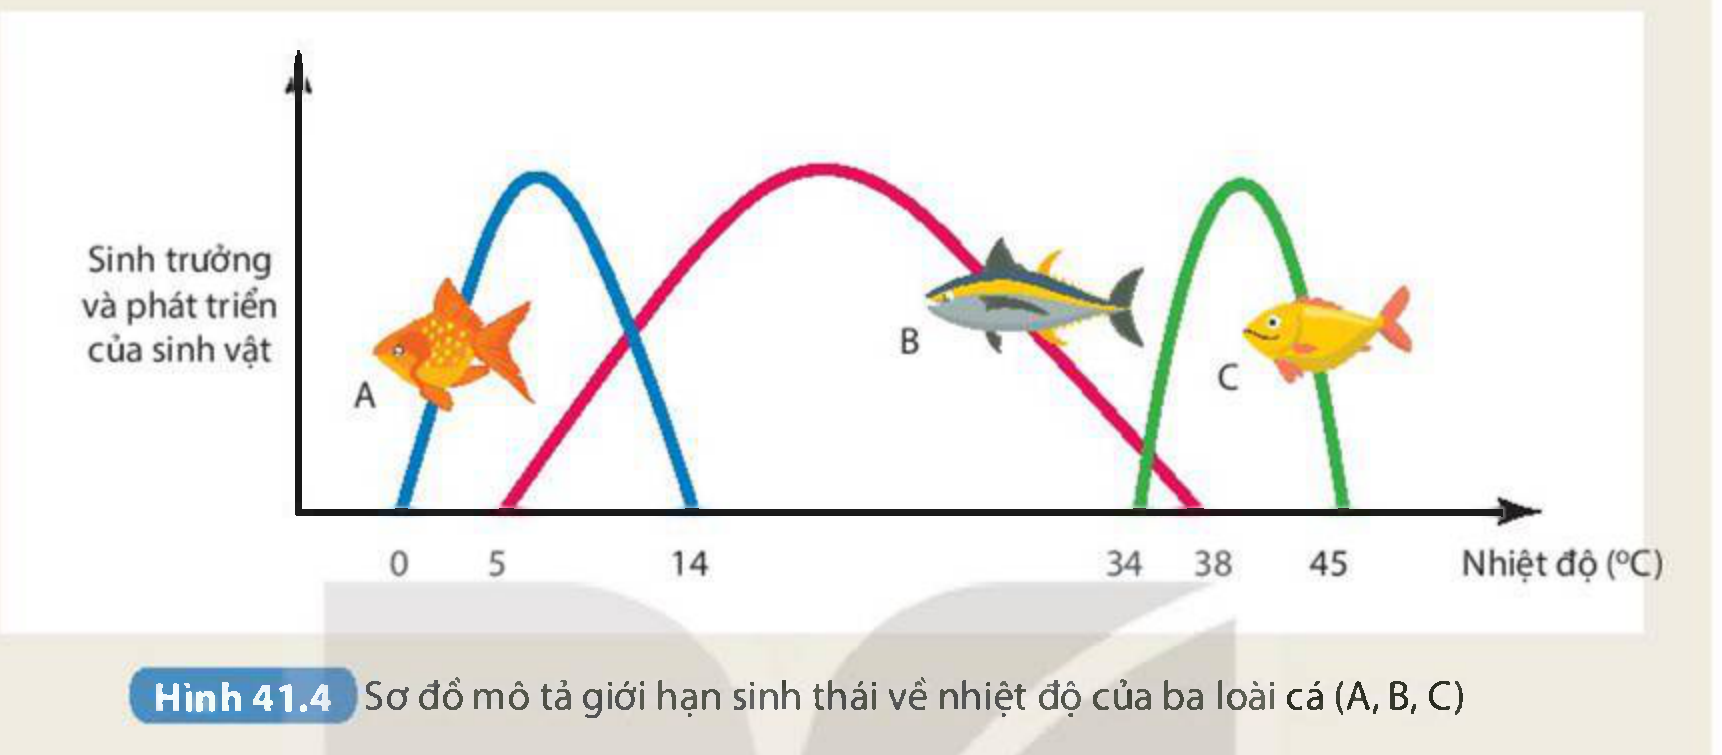 Sinh trưởng
và phát triển
của sinh vật
A
B
C
0 5 14 34 38 45 Nhiệt độ (ºC)
Hình 41.4 Sơ đồ mô tả giới hạn sinh thái về nhiệt độ của ba loài cá (A, B, C)